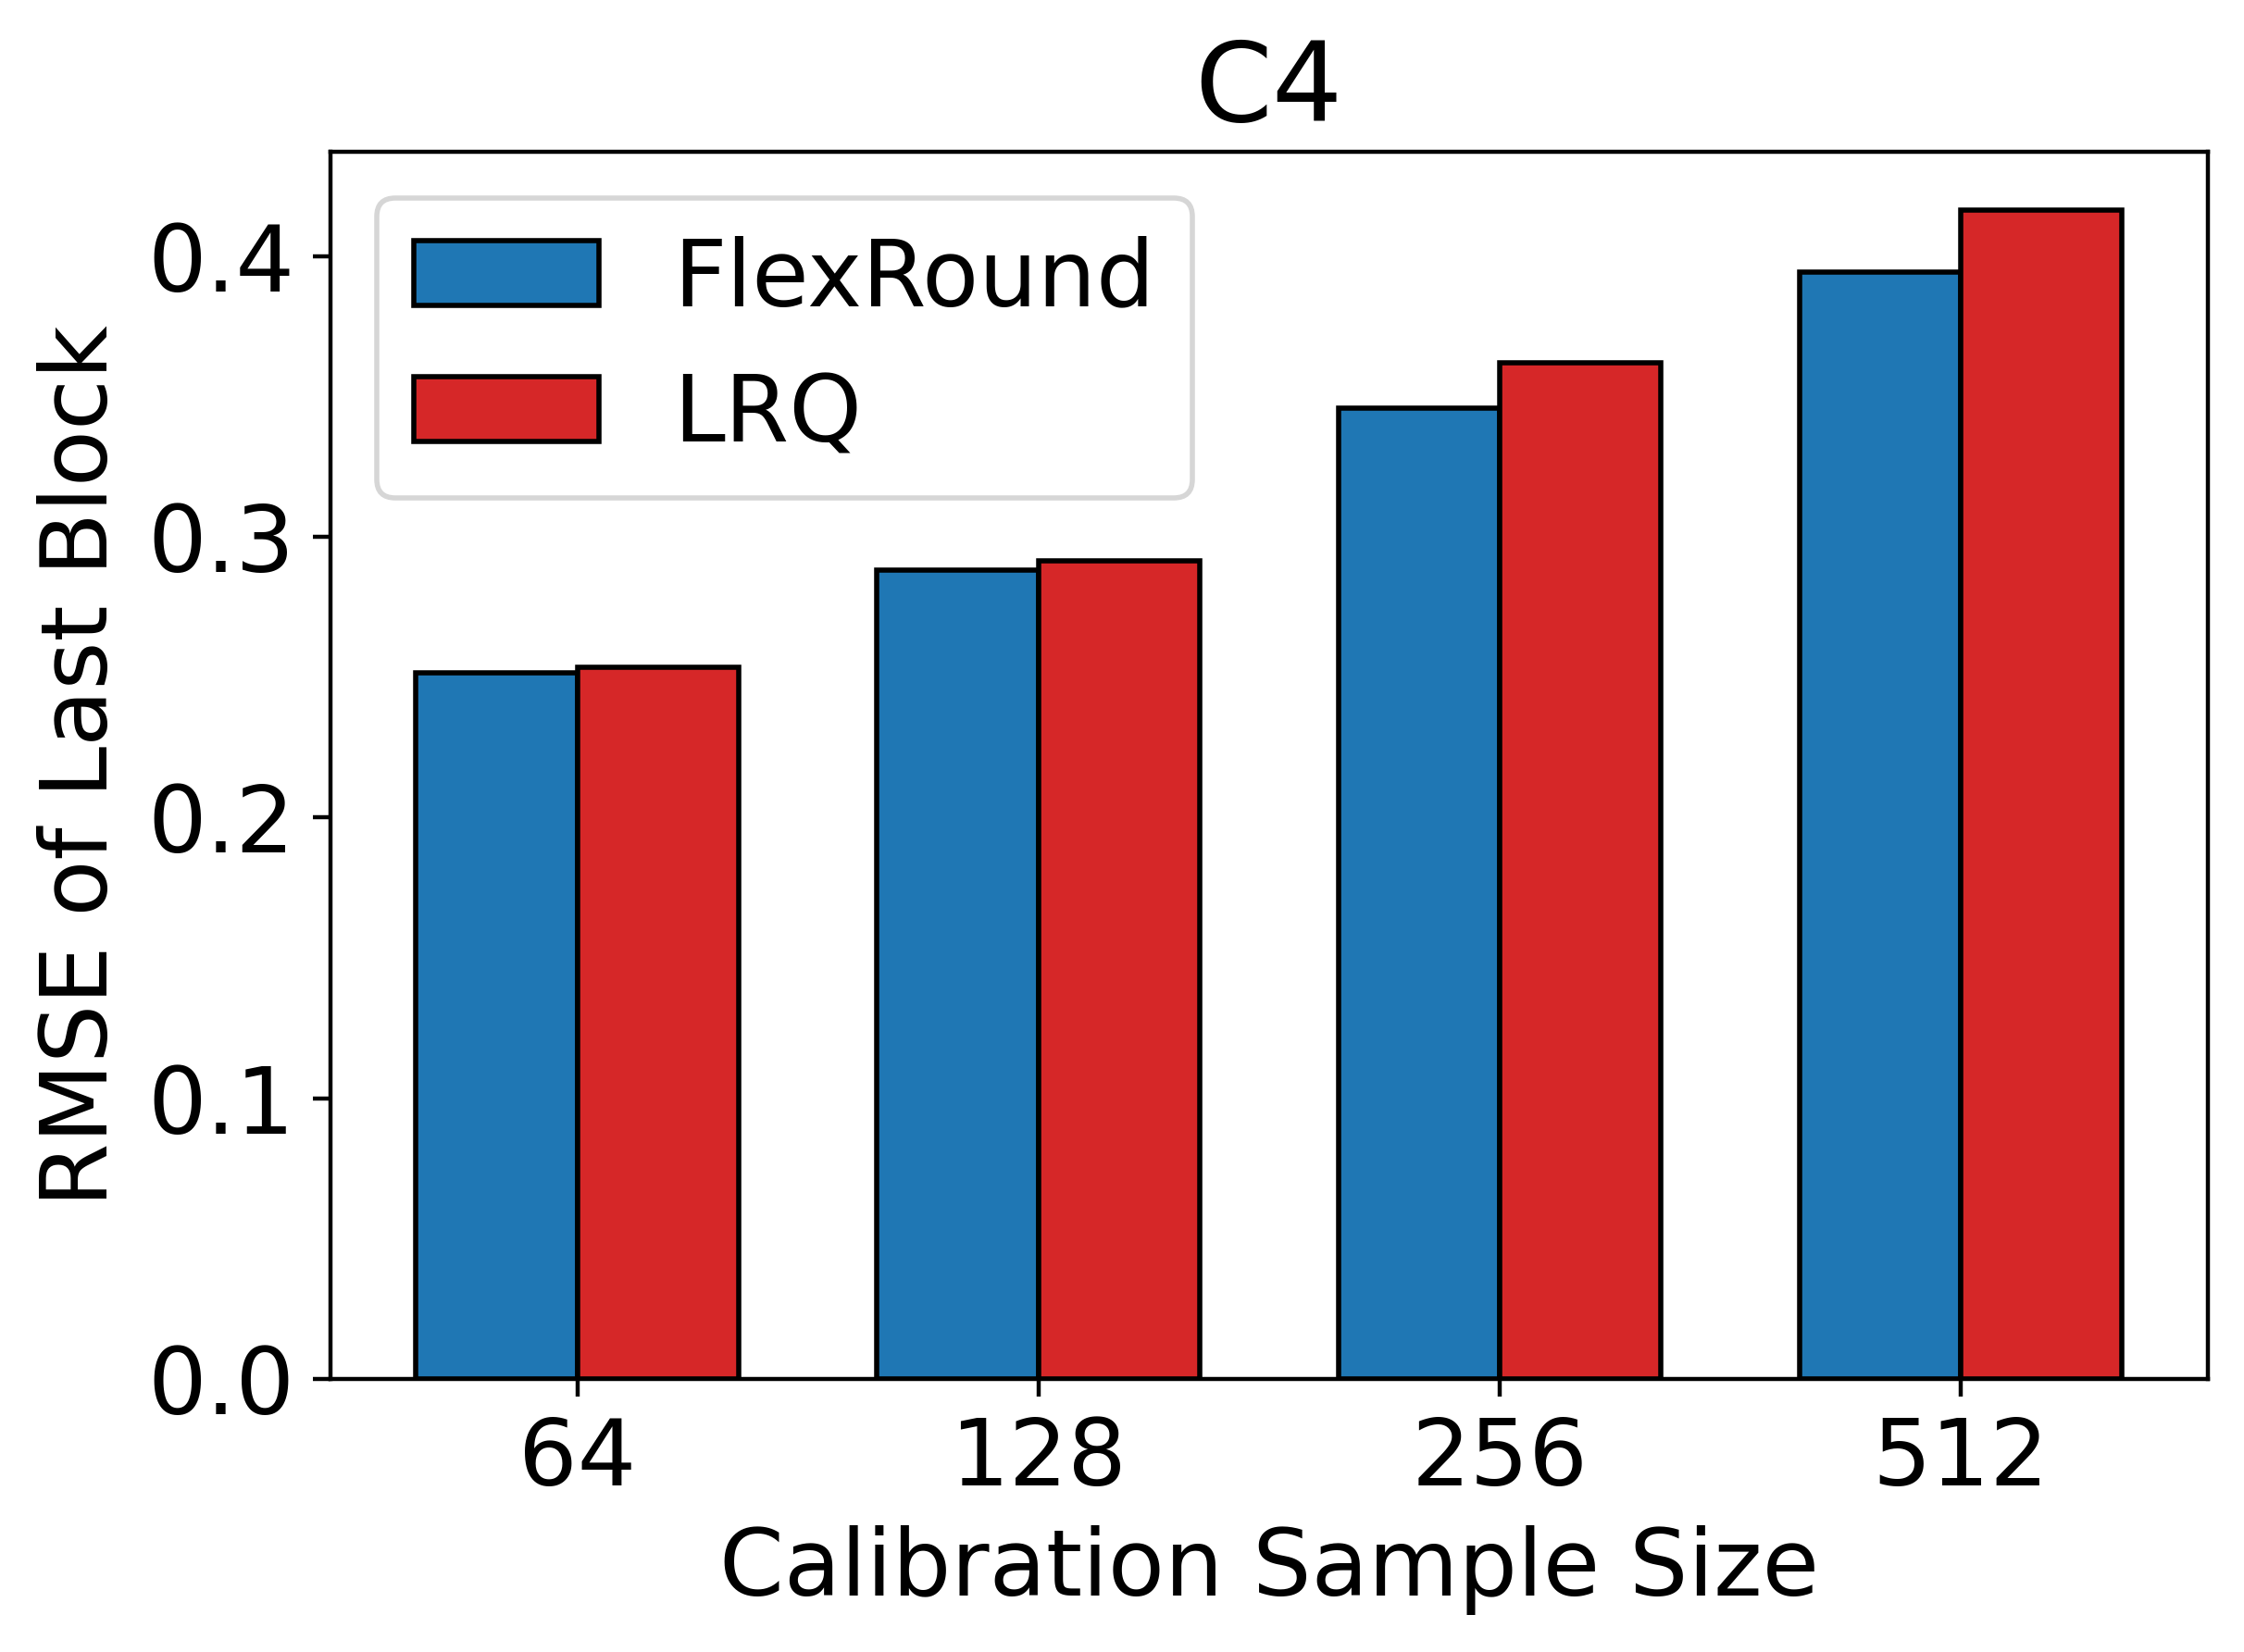 C4
FlexRound
LRQ
RMSE of Last Block
0.4
0.3
0.2
0.1
0.0
64 128 256 512
Calibration Sample Size